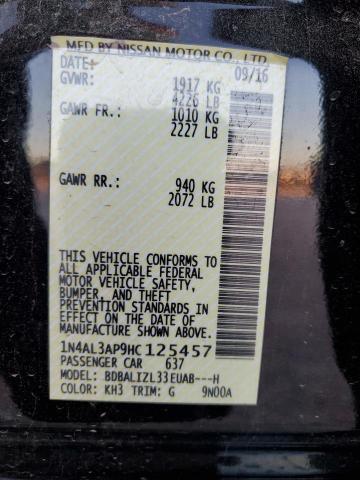 MFD BY NISSAN MOTOR CO., LTD.
DATE: 09/16
GVWR: 1917 KG
4226 LB
GAWR FR.: 1010 KG
2227 LB
GAWR RR.: 940 KG
2072 LB
THIS VEHICLE CONFORMS TO
ALL APPLICABLE FEDERAL
MOTOR VEHICLE SAFETY,
BUMPER, AND THEFT
PREVENTION STANDARDS IN
EFFECT ON THE DATE OF
MANUFACTURE SHOWN ABOVE.
1N4AL3AP9HC125457
PASSENGER CAR 637
MODEL: BDBALIZL33EUAB---H
COLOR: KH3 TRIM: G 9N00A